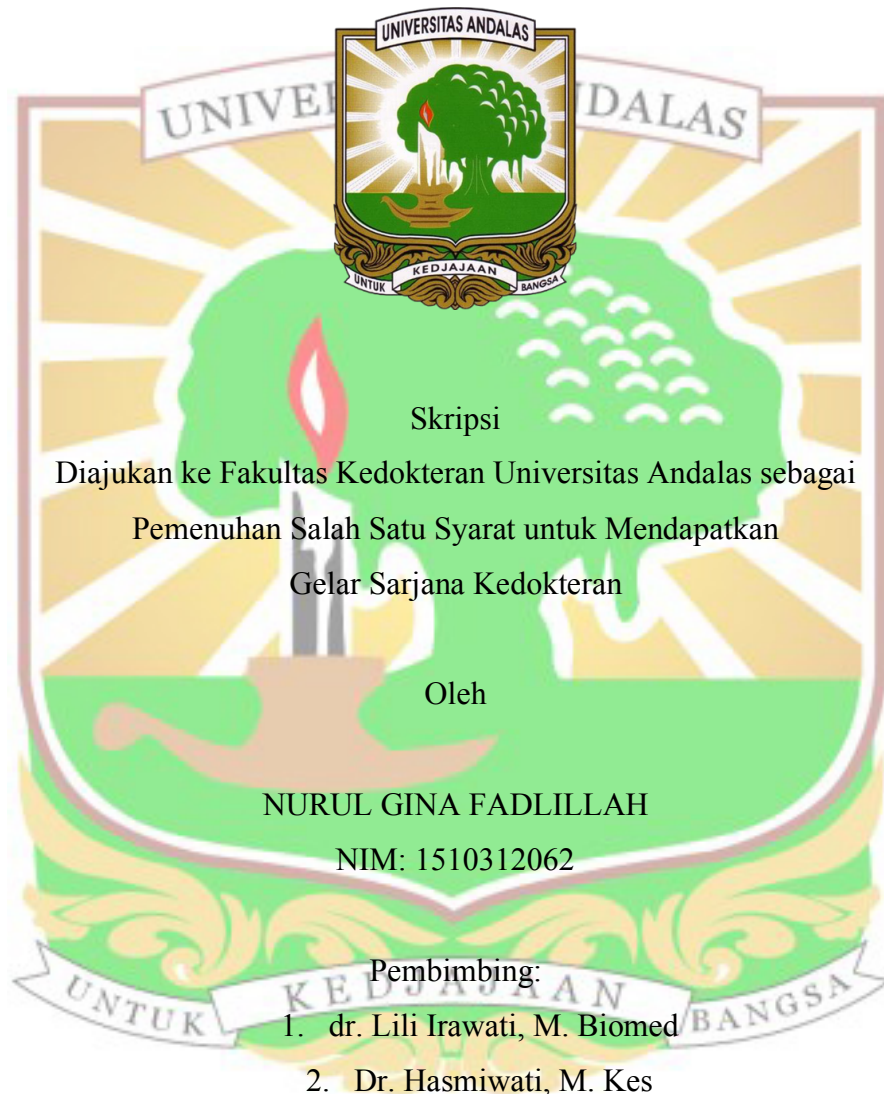 UNIVERSITAS ANDALAS
UNTUK KEDJAJAAN BANGSA
Skripsi
Diajukan ke Fakultas Kedokteran Universitas Andalas sebagai
Pemenuhan Salah Satu Syarat untuk Mendapatkan
Gelar Sarjana Kedokteran
Oleh
NURUL GINA FADLILLAH
NIM: 1510312062
Pembimbing:
UNTUK KEDJAJAAN BANGSA
1. dr. Lili Irawati, M. Biomed
2. Dr. Hasmiwati, M. Kes